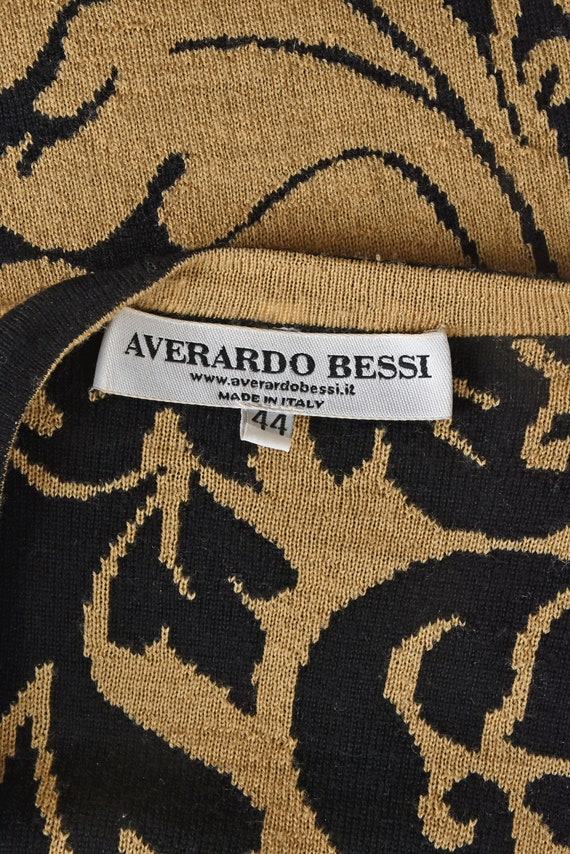 AVERARDO BESSI
www.averardobessi.it
MADE IN ITALY
44